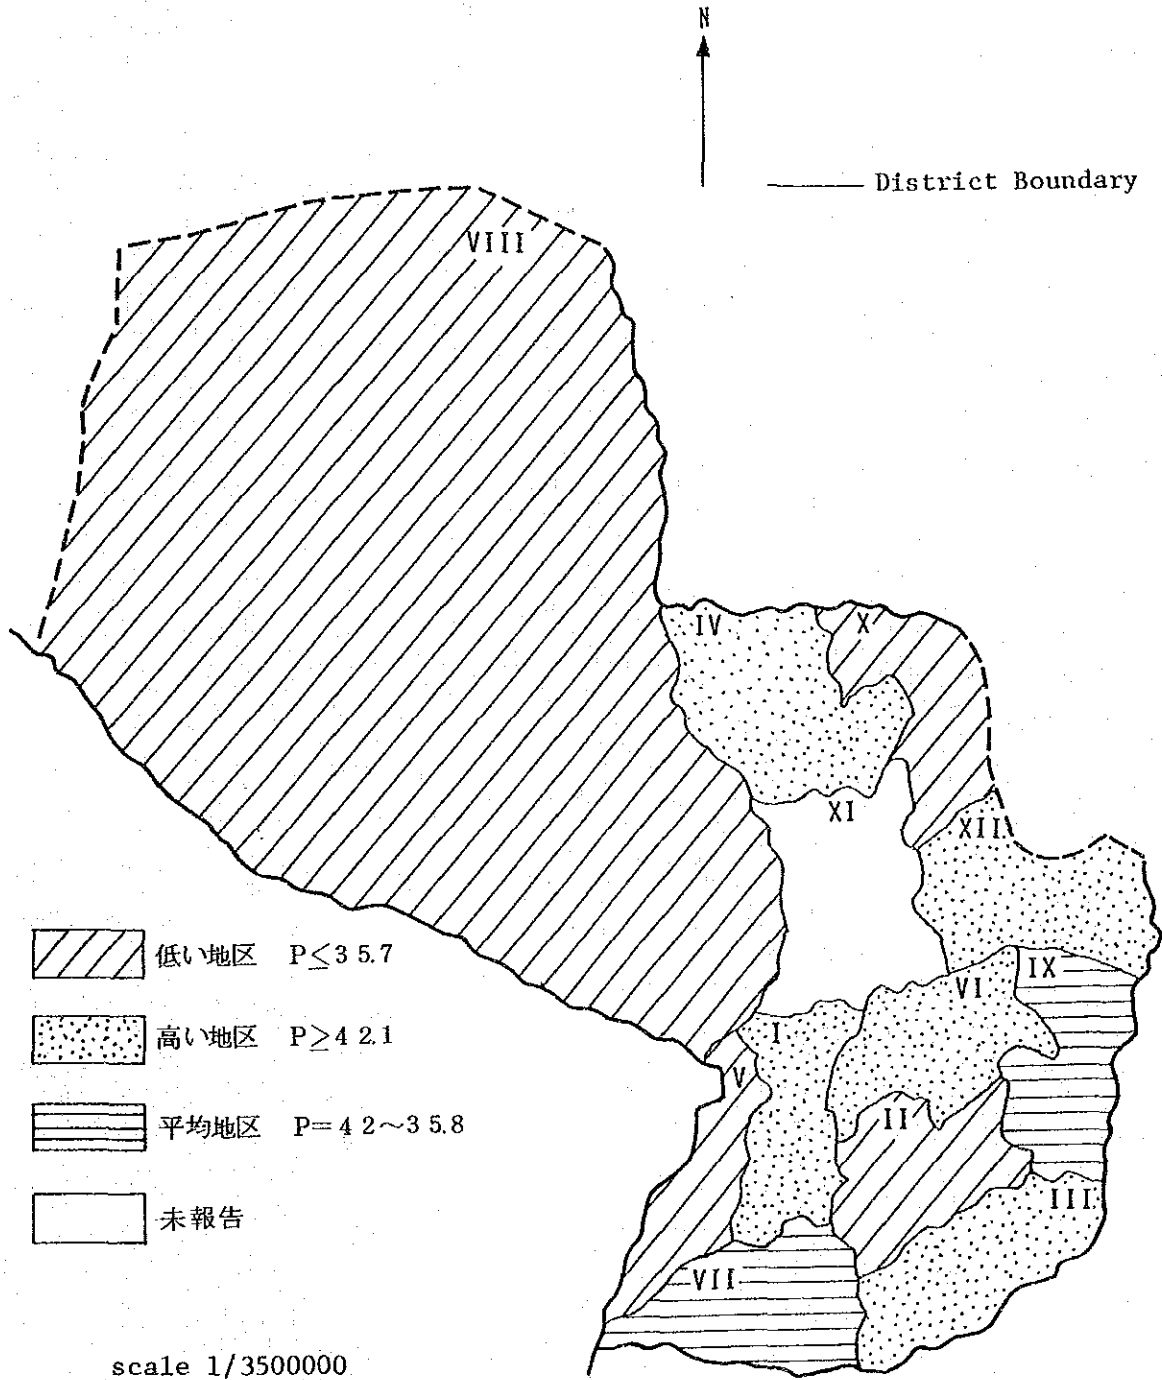 N
District Boundary
VIII
IV
X
XI
XII
IX
VI
I
V
II
III
VII
低い地区 P≤35.7
高い地区 P≥42.1
平均地区 P=42〜35.8
未報告
scale 1/3500000